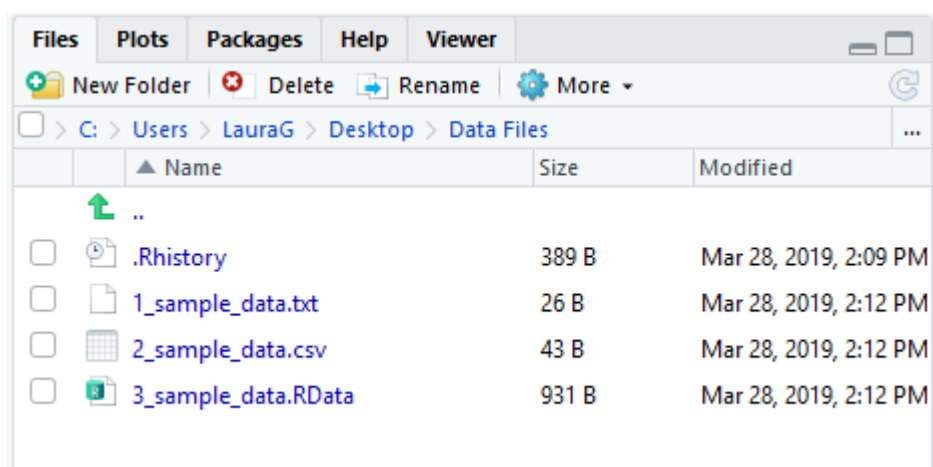 Files Plots Packages Help Viewer
New Folder Delete Rename More
C: > Users > LauraG > Desktop > Data Files ...
Name Size Modified
..
.Rhistory 389 B Mar 28, 2019, 2:09 PM
1_sample_data.txt 26 B Mar 28, 2019, 2:12 PM
2_sample_data.csv 43 B Mar 28, 2019, 2:12 PM
3_sample_data.RData 931 B Mar 28, 2019, 2:12 PM